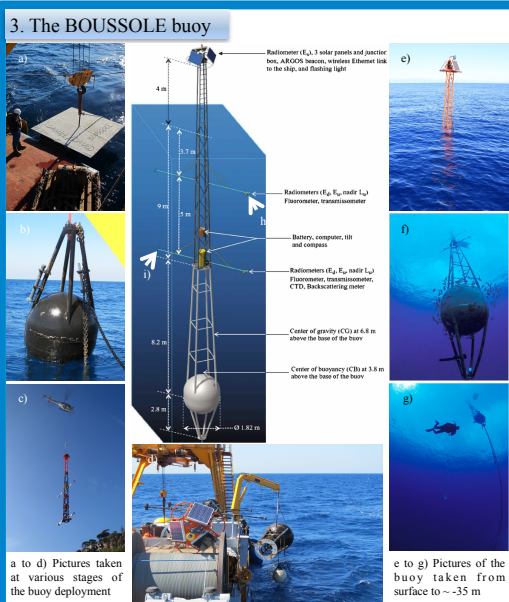 3. The BOUSSOLE buoy
a)
b)
c)
4 m
3.7 m
9 m
5 m
8.2 m
2.8 m
Ø 1.82 m
h)
i)
Radiometer (Es), 3 solar panels and junction
box, ARGOS beacon, wireless Ethernet link
to the ship, and flashing light
Radiometers (Ed, Eu, nadir Lu)
Fluorometer, transmissometer
Battery, computer, tilt
and compass
Radiometers (Ed, Eu, nadir Lu)
Fluorometer, transmissometer,
CTD, Backscattering meter
Center of gravity (CG) at 6.8 m
above the base of the buoy
Center of buoyancy (CB) at 3.8 m
above the base of the buoy
d)
e)
f)
g)
a to d) Pictures taken
at various stages of
the buoy deployment
e to g) Pictures of the
buoy taken from
surface to ~ -35 m